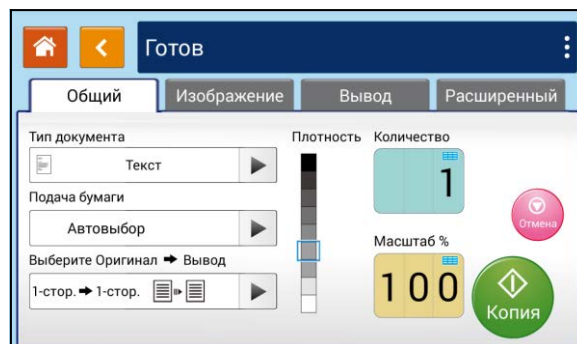 Готов
Общий
Изображение
Вывод
Расширенный
Тип документа
Текст
Подача бумаги
Автовыбор
Выберите Оригинал ➡ Вывод
1-стор. ➡ 1-стор.
Плотность
Количество
1
Масштаб %
100
Отмена
Копия